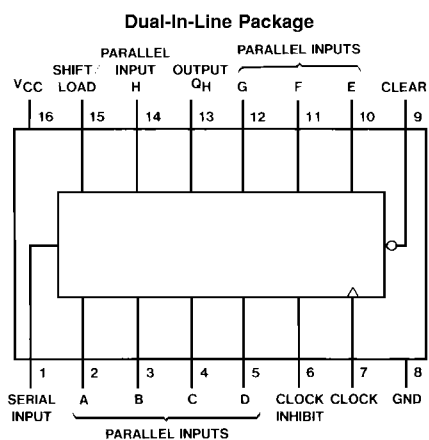 Dual-In-Line Package
PARALLEL INPUTS
PARALLEL
INPUT
SHIFT/
LOAD
OUTPUT
VCC
H
QH
G F E
CLEAR
16 15 14 13 12 11 10 9
1 2 3 4 5 6 7 8
SERIAL
INPUT
A B C D
CLOCK
INHIBIT
CLOCK
GND
PARALLEL INPUTS